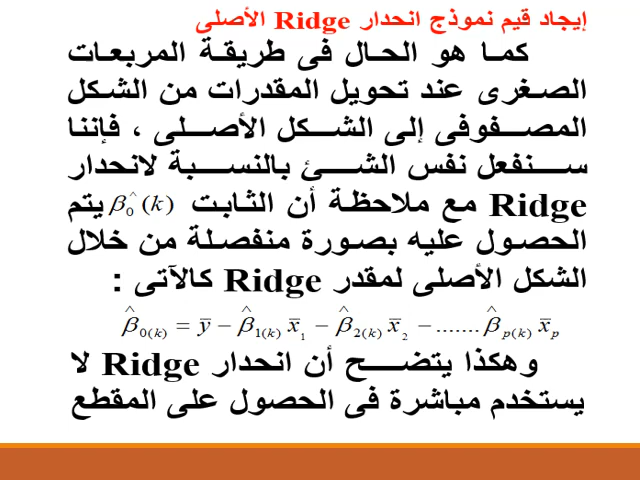 إيجاد قيم نموذج انحدار Ridge الأصلى
كما هو الحال فى طريقة المربعات
الصغرى عند تحويل المقدرات من الشكل
المصفوفى إلى الشكل الأصلى ، فإننا
سنفعل نفس الشئ بالنسبة لانحدار
Ridge مع ملاحظة أن الثابت β̂₀(k) يتم
الحصول عليه بصورة منفصلة من خلال
الشكل الأصلى لمقدر Ridge كالآتى :
β̂₀₍ₖ₎ = ȳ − β̂₁₍ₖ₎ x̄₁ − β̂₂₍ₖ₎ x̄₂ − ....... β̂ₚ₍ₖ₎ x̄ₚ
وهكذا يتضح أن انحدار Ridge لا
يستخدم مباشرة فى الحصول على المقطع